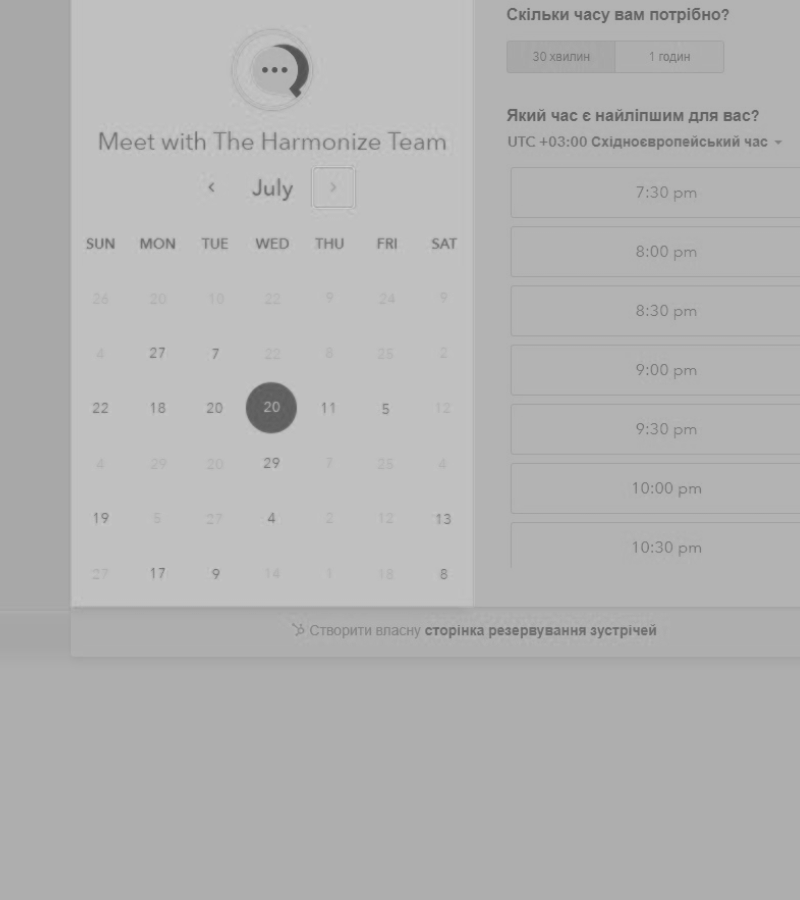 Скільки часу вам потрібно?
30 хвилин 1 годин
Який час є найліпшим для вас?
UTC +03:00 Східноєвропейський час
Meet with The Harmonize Team
July
SUN MON TUE WED THU FRI SAT
26 20 10 22 9 24 9
4 27 7 22 8 25 2
22 18 20 20 11 5 12
4 29 20 29 7 25 4
19 5 27 4 2 12 13
27 17 9 14 1 18 8
7:30 pm
8:00 pm
8:30 pm
9:00 pm
9:30 pm
10:00 pm
10:30 pm
Створити власну сторінка резервування зустрічей